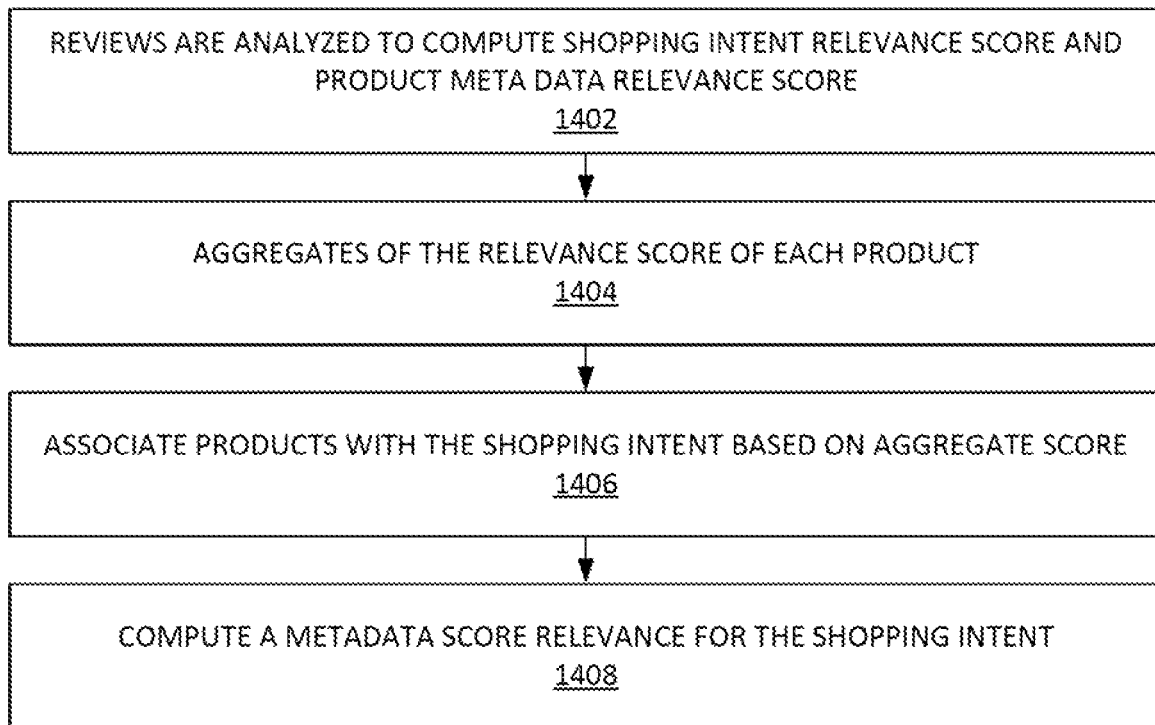 REVIEWS ARE ANALYZED TO COMPUTE SHOPPING INTENT RELEVANCE SCORE AND
PRODUCT META DATA RELEVANCE SCORE
1402
AGGREGATES OF THE RELEVANCE SCORE OF EACH PRODUCT
1404
ASSOCIATE PRODUCTS WITH THE SHOPPING INTENT BASED ON AGGREGATE SCORE
1406
COMPUTE A METADATA SCORE RELEVANCE FOR THE SHOPPING INTENT
1408